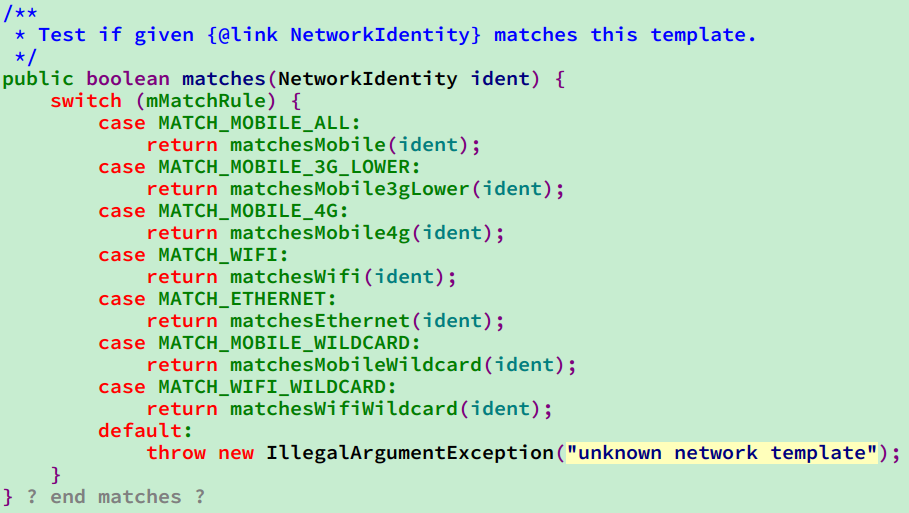 /**
 * Test if given {@link NetworkIdentity} matches this template.
 */
public boolean matches(NetworkIdentity ident) {
    switch (mMatchRule) {
        case MATCH_MOBILE_ALL:
            return matchesMobile(ident);
        case MATCH_MOBILE_3G_LOWER:
            return matchesMobile3gLower(ident);
        case MATCH_MOBILE_4G:
            return matchesMobile4g(ident);
        case MATCH_WIFI:
            return matchesWifi(ident);
        case MATCH_ETHERNET:
            return matchesEthernet(ident);
        case MATCH_MOBILE_WILDCARD:
            return matchesMobileWildcard(ident);
        case MATCH_WIFI_WILDCARD:
            return matchesWifiWildcard(ident);
        default:
            throw new IllegalArgumentException("unknown network template");
    }
} ? end matches ?